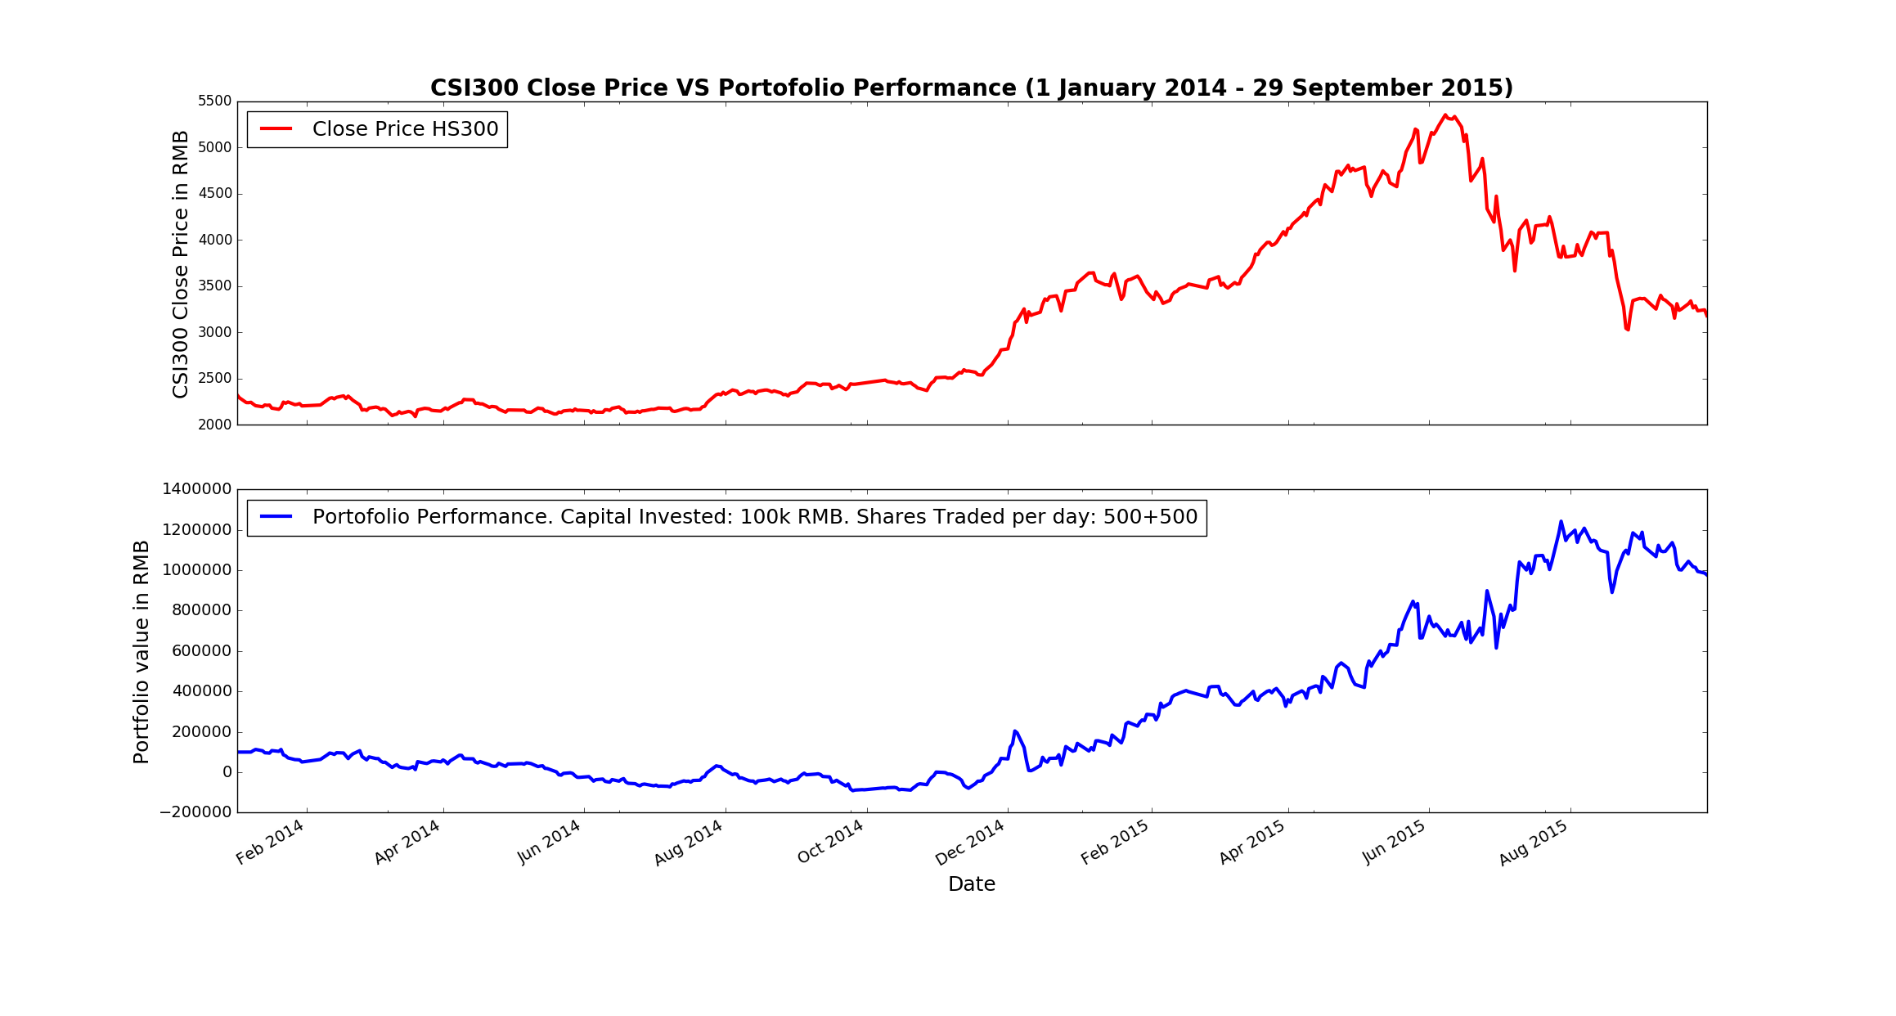 CSI300 Close Price VS Portofolio Performance (1 January 2014 - 29 September 2015)
5500
Close Price HS300
5000
4500
4000
3500
3000
2500
2000
CSI300 Close Price in RMB
1400000
Portofolio Performance. Capital Invested: 100k RMB. Shares Traded per day: 500+500
1200000
1000000
800000
600000
400000
200000
0
−200000
Portfolio value in RMB
Feb 2014
Apr 2014
Jun 2014
Aug 2014
Oct 2014
Dec 2014
Feb 2015
Apr 2015
Jun 2015
Aug 2015
Date